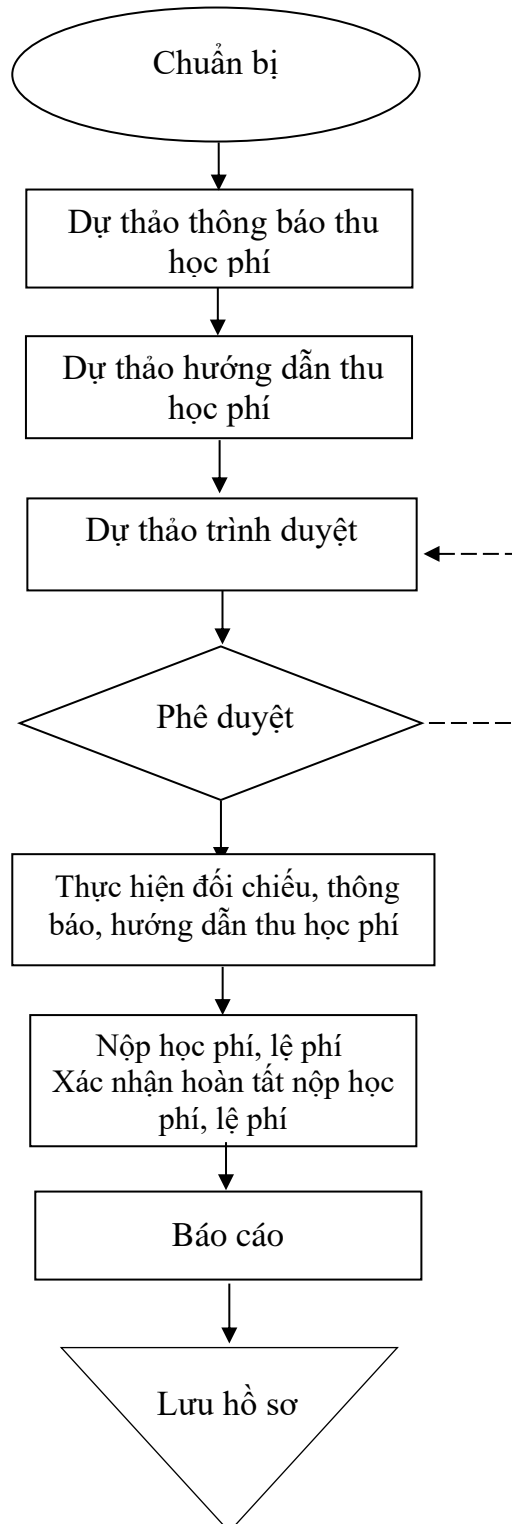 Chuẩn bị
Dự thảo thông báo thu
học phí
Dự thảo hướng dẫn thu
học phí
Dự thảo trình duyệt
Phê duyệt
Thực hiện đối chiếu, thông
báo, hướng dẫn thu học phí
Nộp học phí, lệ phí
Xác nhận hoàn tất nộp học
phí, lệ phí
Báo cáo
Lưu hồ sơ